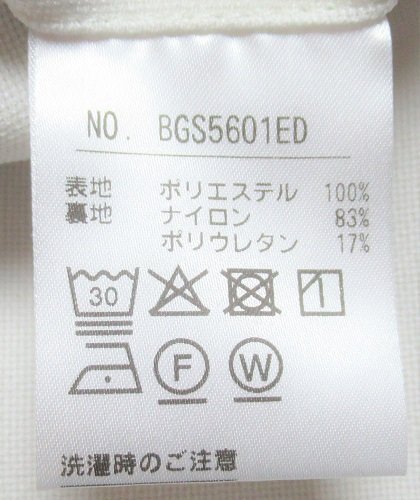 NO. BGS5601ED
表地 ポリエステル 100%
裏地 ナイロン 83%
ポリウレタン 17%
30
F W
洗濯時のご注意